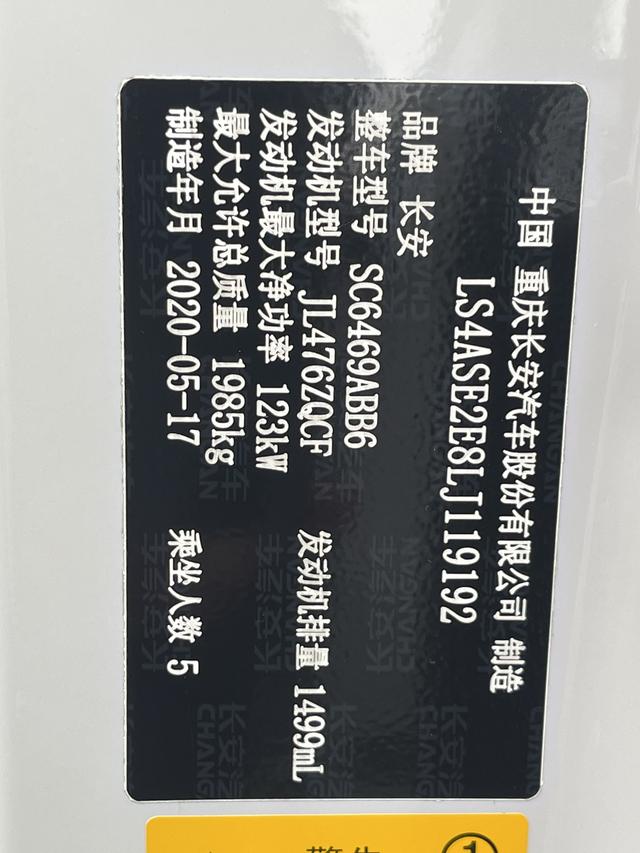 中国 重庆长安汽车股份有限公司 制造
LS4ASE2E8LJ119192
品牌 长安
整车型号 SC6469ABB6
发动机型号 JL476ZQCF 发动机排量 1499mL
发动机最大净功率 123kW
最大允许总质量 1985kg
制造年月 2020-05-17 乘坐人数 5